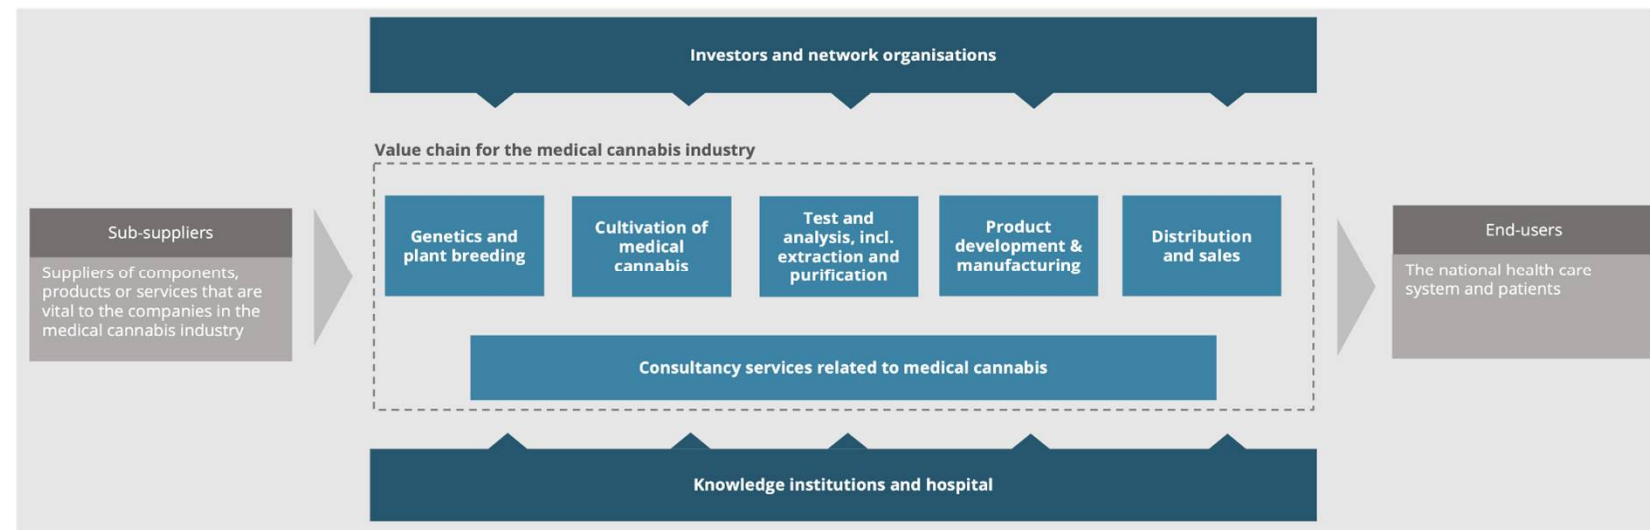 Investors and network organisations
Value chain for the medical cannabis industry
Sub-suppliers
Suppliers of components,
products or services that are
vital to the companies in the
medical cannabis industry
Genetics and
plant breeding
Cultivation of
medical
cannabis
Test and
analysis, incl.
extraction and
purification
Product
development &
manufacturing
Distribution
and sales
Consultancy services related to medical cannabis
End-users
The national health care
system and patients
Knowledge institutions and hospital